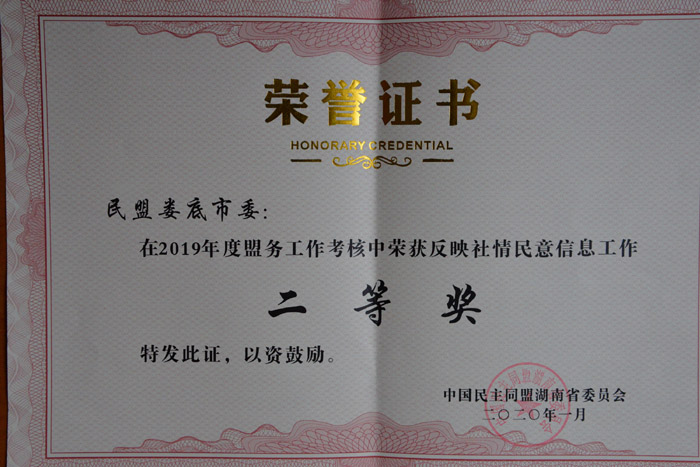 荣誉证书
HONORARY CREDENTIAL
民盟娄底市委：
在2019年度盟务工作考核中荣获反映社情民意信息工作
二等奖
特发此证，以资鼓励。
中国民主同盟湖南省委员会
二〇二〇年一月